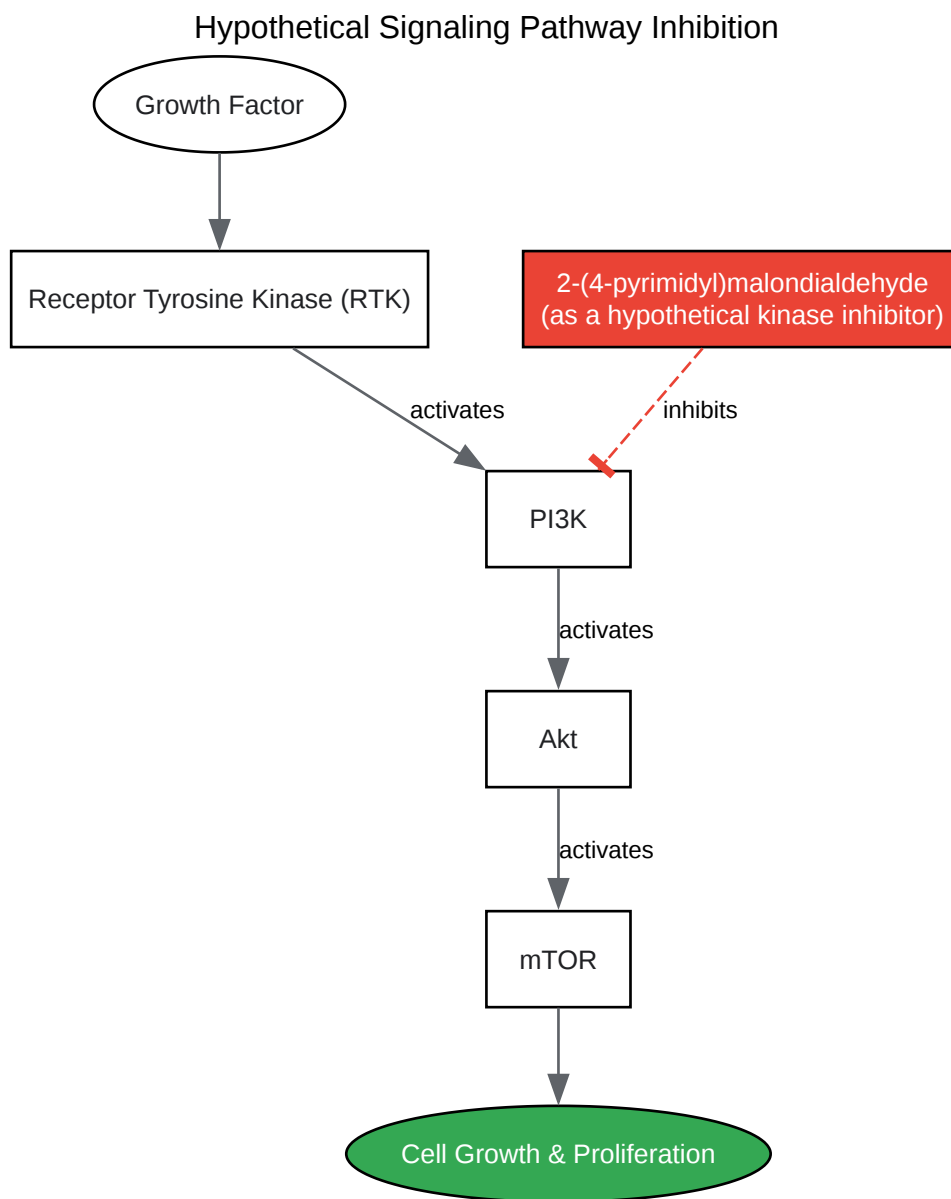 Hypothetical Signaling Pathway Inhibition
Growth Factor
Receptor Tyrosine Kinase (RTK)
2-(4-pyrimidyl)malondialdehyde
(as a hypothetical kinase inhibitor)
activates
inhibits
PI3K
activates
Akt
activates
mTOR
Cell Growth & Proliferation